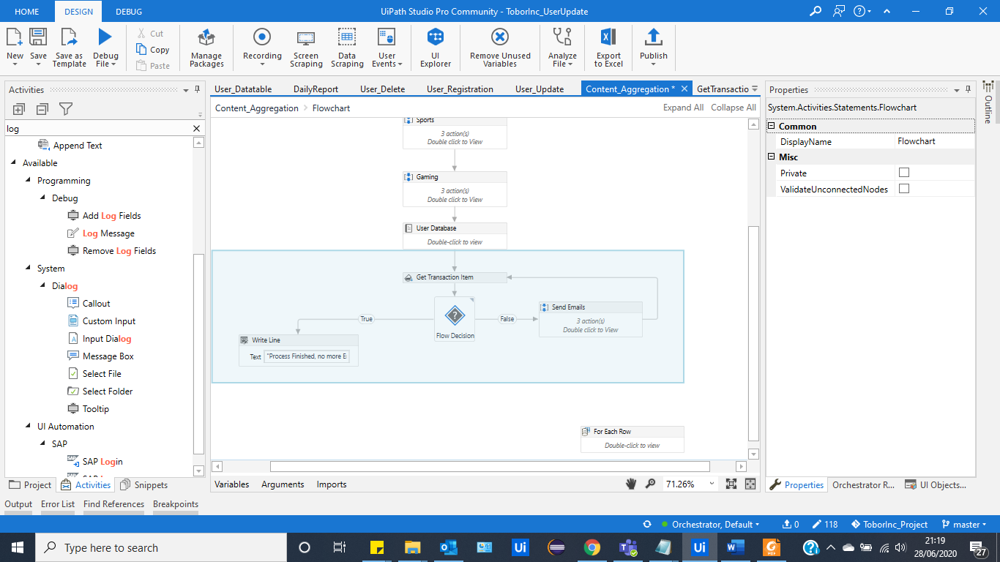 HOME
DESIGN
DEBUG
UiPath Studio Pro Community - ToborInc_UserUpdate
New
Save
Save as Template
Debug File
Cut
Copy
Paste
Manage Packages
Recording
Screen Scraping
Data Scraping
User Events
UI Explorer
Remove Unused Variables
Analyze File
Export to Excel
Publish
Activities
log
Append Text
Available
Programming
Debug
Add Log Fields
Log Message
Remove Log Fields
System
Dialog
Callout
Custom Input
Input Dialog
Message Box
Select File
Select Folder
Tooltip
UI Automation
SAP
SAP Login
Project
Activities
Snippets
User_Datatable
DailyReport
User_Delete
User_Registration
User_Update
Content_Aggregation *
GetTransactio
Content_Aggregation > Flowchart
Expand All
Collapse All
Sports
3 action(s)
Double click to View
Gaming
3 action(s)
Double click to View
User Database
Double-click to view
Get Transaction Item
True
False
Flow Decision
Send Emails
3 action(s)
Double click to View
Write Line
Text
"Process Finished, no more E
For Each Row
Double-click to view
Variables
Arguments
Imports
71.26%
Properties
System.Activities.Statements.Flowchart
Common
DisplayName
Flowchart
Misc
Private
ValidateUnconnectedNodes
Properties
Orchestrator R...
UI Objects...
Outline
Output
Error List
Find References
Breakpoints
Orchestrator, Default
0
118
ToborInc_Project
master
Type here to search
Ui
Ui
PDF
21:19
28/06/2020
27